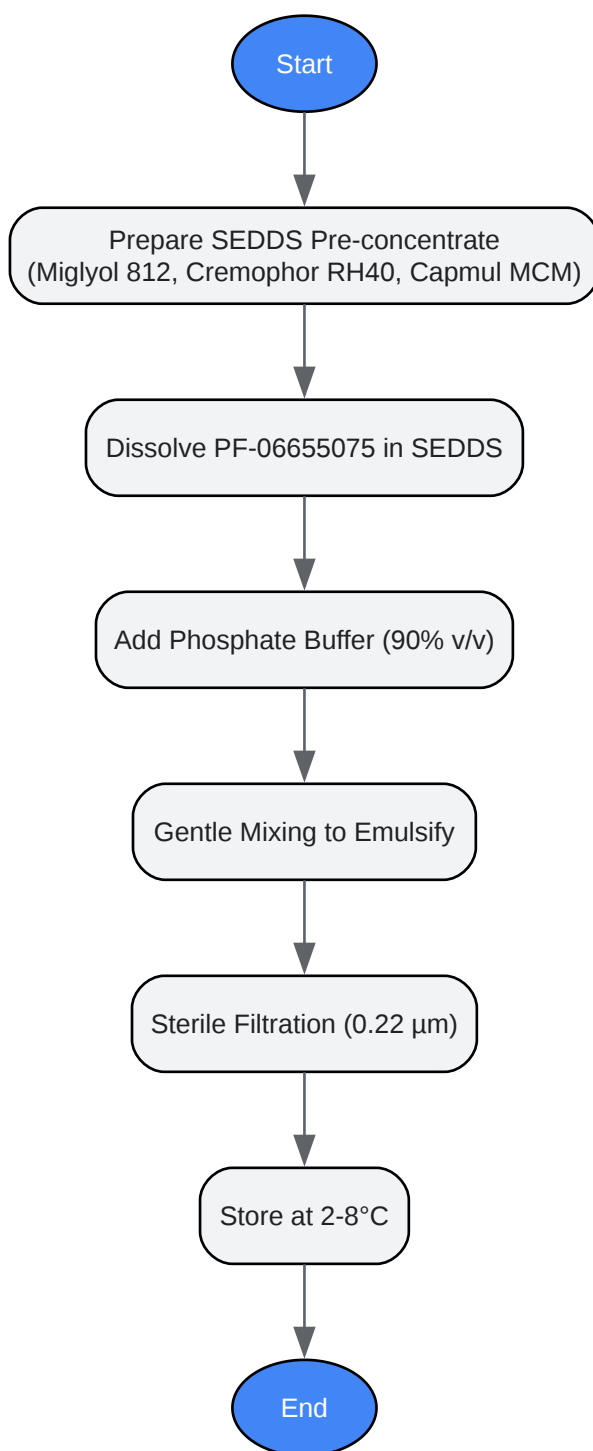 Start
Prepare SEDDS Pre-concentrate
(Miglyol 812, Cremophor RH40, Capmul MCM)
Dissolve PF-06655075 in SEDDS
Add Phosphate Buffer (90% v/v)
Gentle Mixing to Emulsify
Sterile Filtration (0.22 µm)
Store at 2-8°C
End